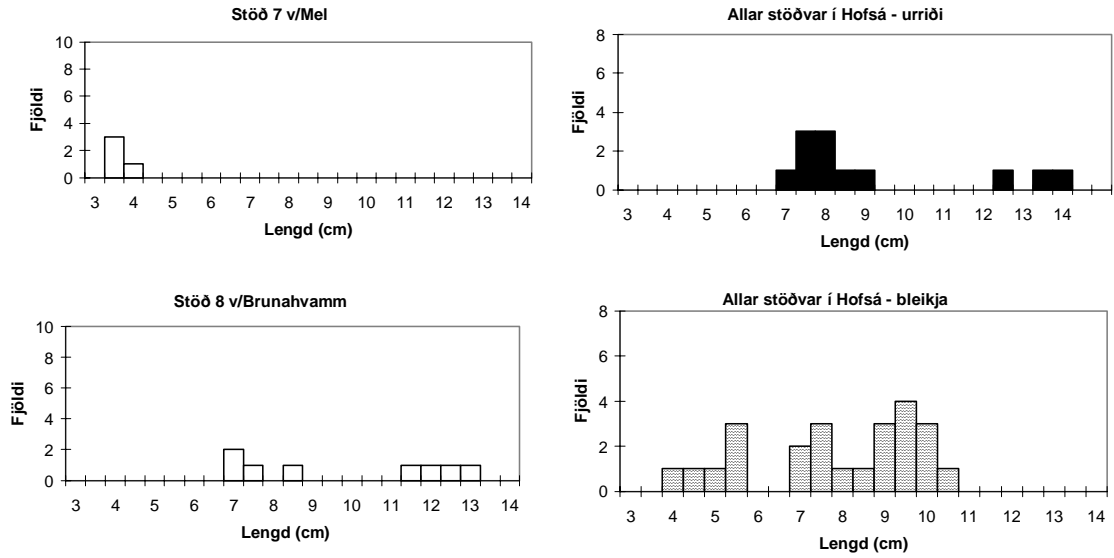 Stöð 7 v/Mel
10
8
6
4
2
0
Fjöldi
3 4 5 6 7 8 9 10 11 12 13 14
Lengd (cm)
Allar stöðvar í Hofsá - urriði
8
6
4
2
0
Fjöldi
3 4 5 6 7 8 9 10 11 12 13 14
Lengd (cm)
Stöð 8 v/Brunahvamm
10
8
6
4
2
0
Fjöldi
3 4 5 6 7 8 9 10 11 12 13 14
Lengd (cm)
Allar stöðvar í Hofsá - bleikja
8
6
4
2
0
Fjöldi
3 4 5 6 7 8 9 10 11 12 13 14
Lengd (cm)